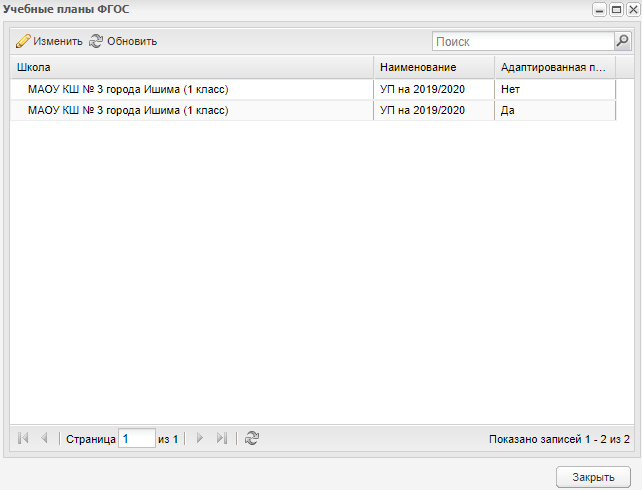 Учебные планы ФГОС
Изменить Обновить Поиск
Школа Наименование Адаптированная п...
МАОУ КШ № 3 города Ишима (1 класс) УП на 2019/2020 Нет
МАОУ КШ № 3 города Ишима (1 класс) УП на 2019/2020 Да
Страница 1 из 1 Показано записей 1 - 2 из 2
Закрыть